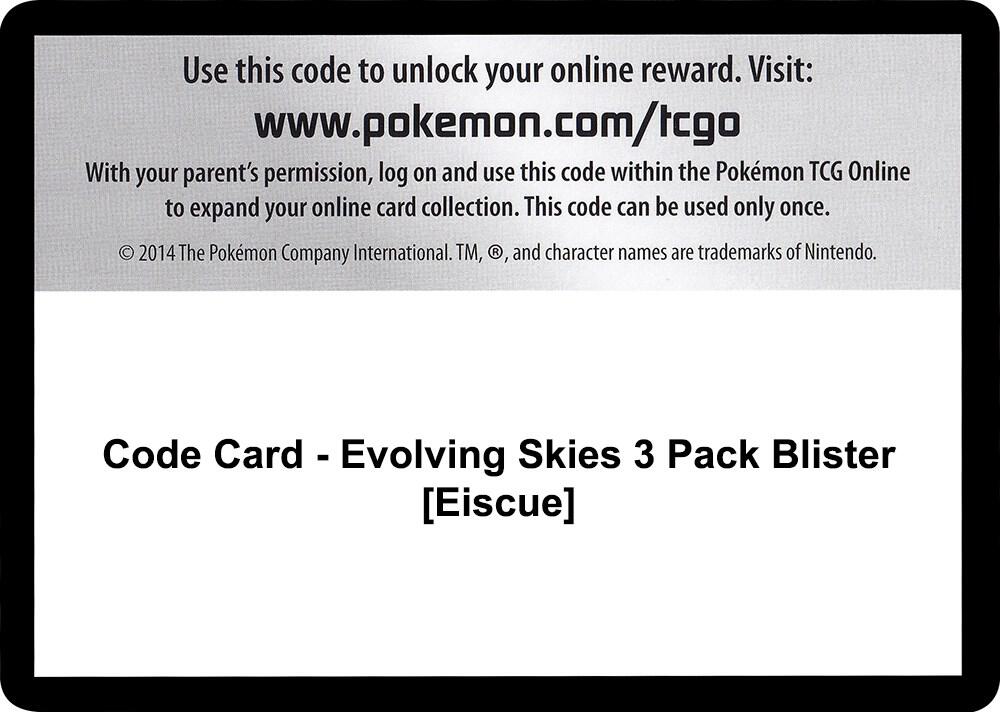 Use this code to unlock your online reward. Visit:
www.pokemon.com/tcgo
With your parent’s permission, log on and use this code within the Pokémon TCG Online
to expand your online card collection. This code can be used only once.
© 2014 The Pokémon Company International. TM, ®, and character names are trademarks of Nintendo.
Code Card - Evolving Skies 3 Pack Blister
[Eiscue]